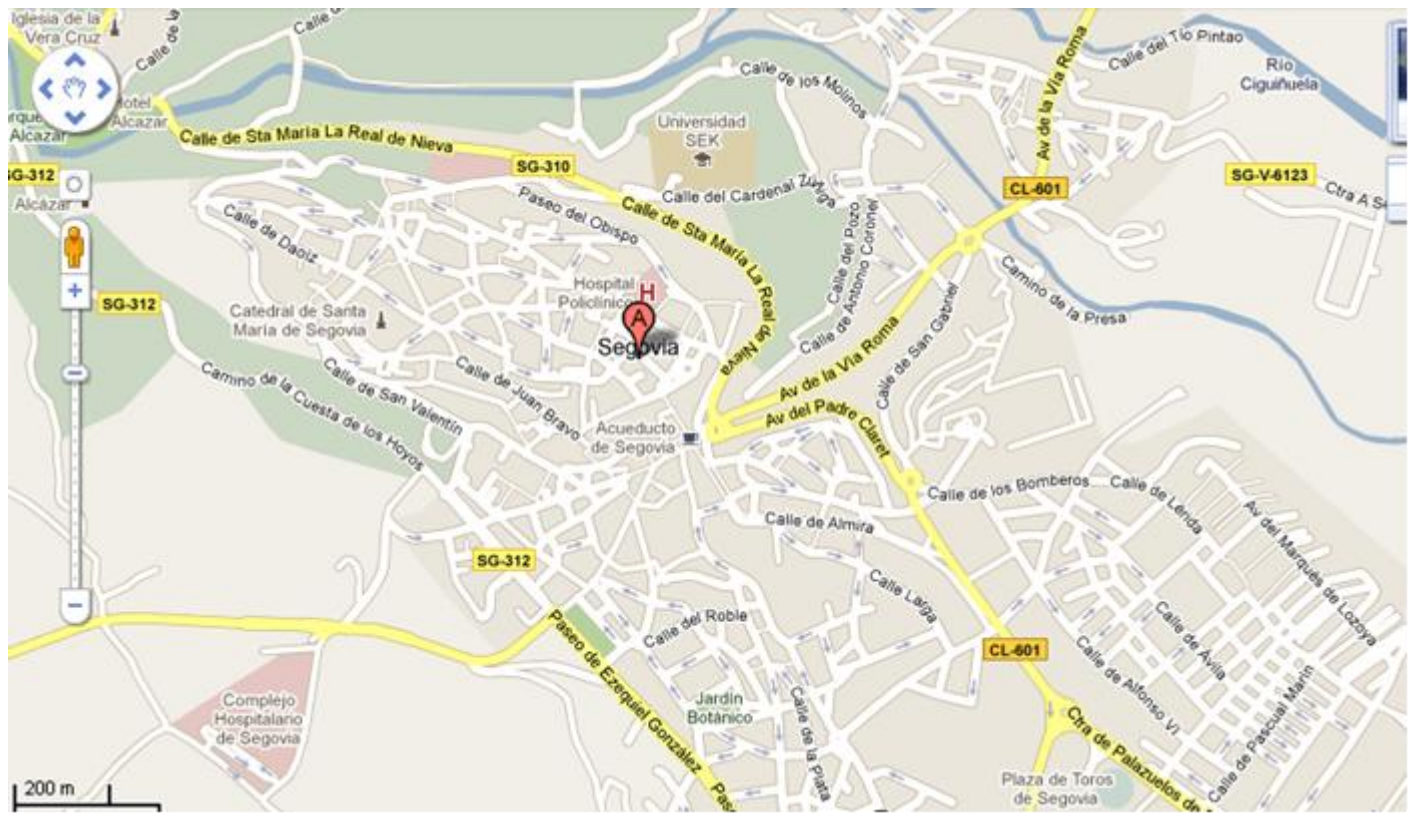 Iglesia de la
Vera Cruz
Calle de la
Calle de
Calle del Tío Pintao
Río
Ciguiñuela
Av de la Vía Roma
Calle de los Molinos
Hotel
Alcazar
Alcazar
Universidad
SEK
Calle de Sta María La Real de Nieva
SG-310
SG-312
SG-V-6123
CL-601
Ctra A S
Alcázar
Paseo del Obispo
Calle del Cardenal Zúñiga
Calle de Sta María La Real de Nieva
Calle de Daoiz
Calle del Pozo
Calle de Antonio Coronel
Camino de la Presa
Hospital
Policlínico
H
A
Segovia
SG-312
Catedral de Santa
María de Segovia
Calle de San Gabriel
Av de la Vía Roma
Camino de la Cuesta de los Hoyos
Calle de San Valentín
Calle de Juan Bravo
Av del Padre Claret
Acueducto
de Segovia
Calle de los Bomberos
Calle de Lenda
Av del Marqués de Lozoya
Calle de Almira
SG-312
Calle Larga
Calle del Roble
Calle de Avila
CL-601
Paseo de Ezequiel González
Calle de Alfonso VI
Calle de Pascual Marin
Complejo
Hospitalario
de Segovia
Jardín
Botánico
Calle de la Plata
Ctra de Palazuelos de
Plaza de Toros
de Segovia
200 m